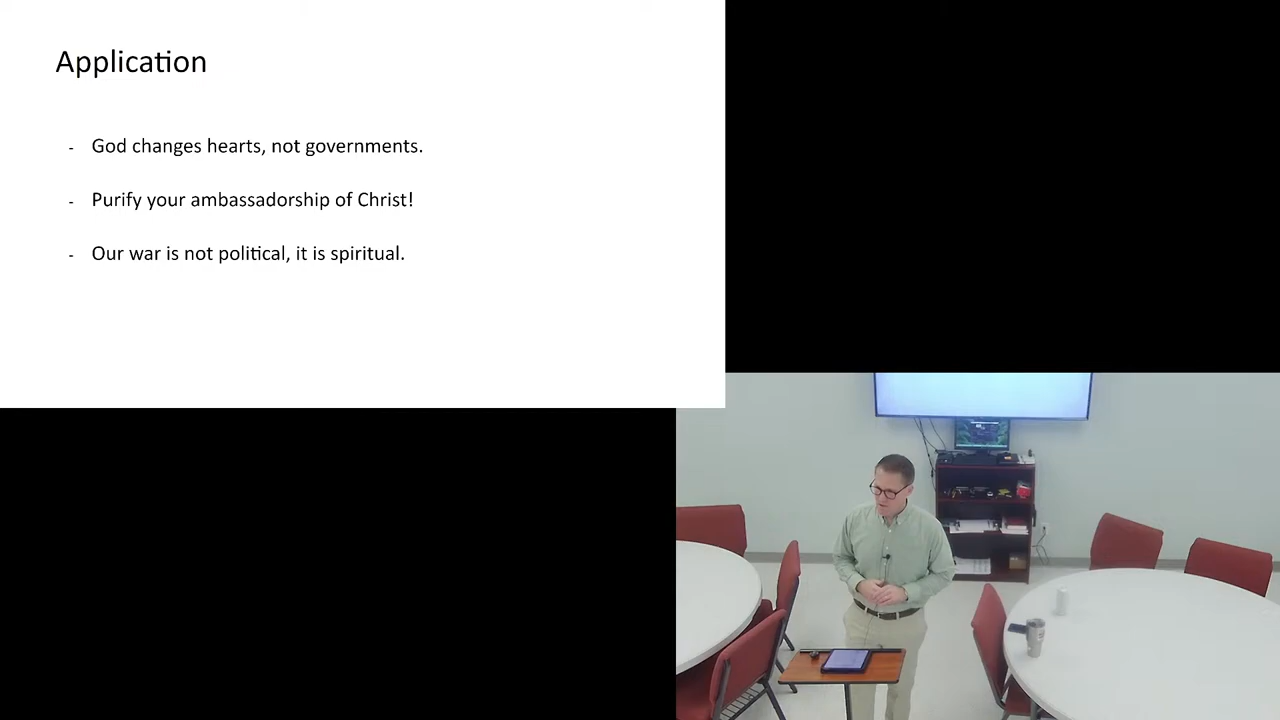 Application
- God changes hearts, not governments.
- Purify your ambassadorship of Christ!
- Our war is not political, it is spiritual.